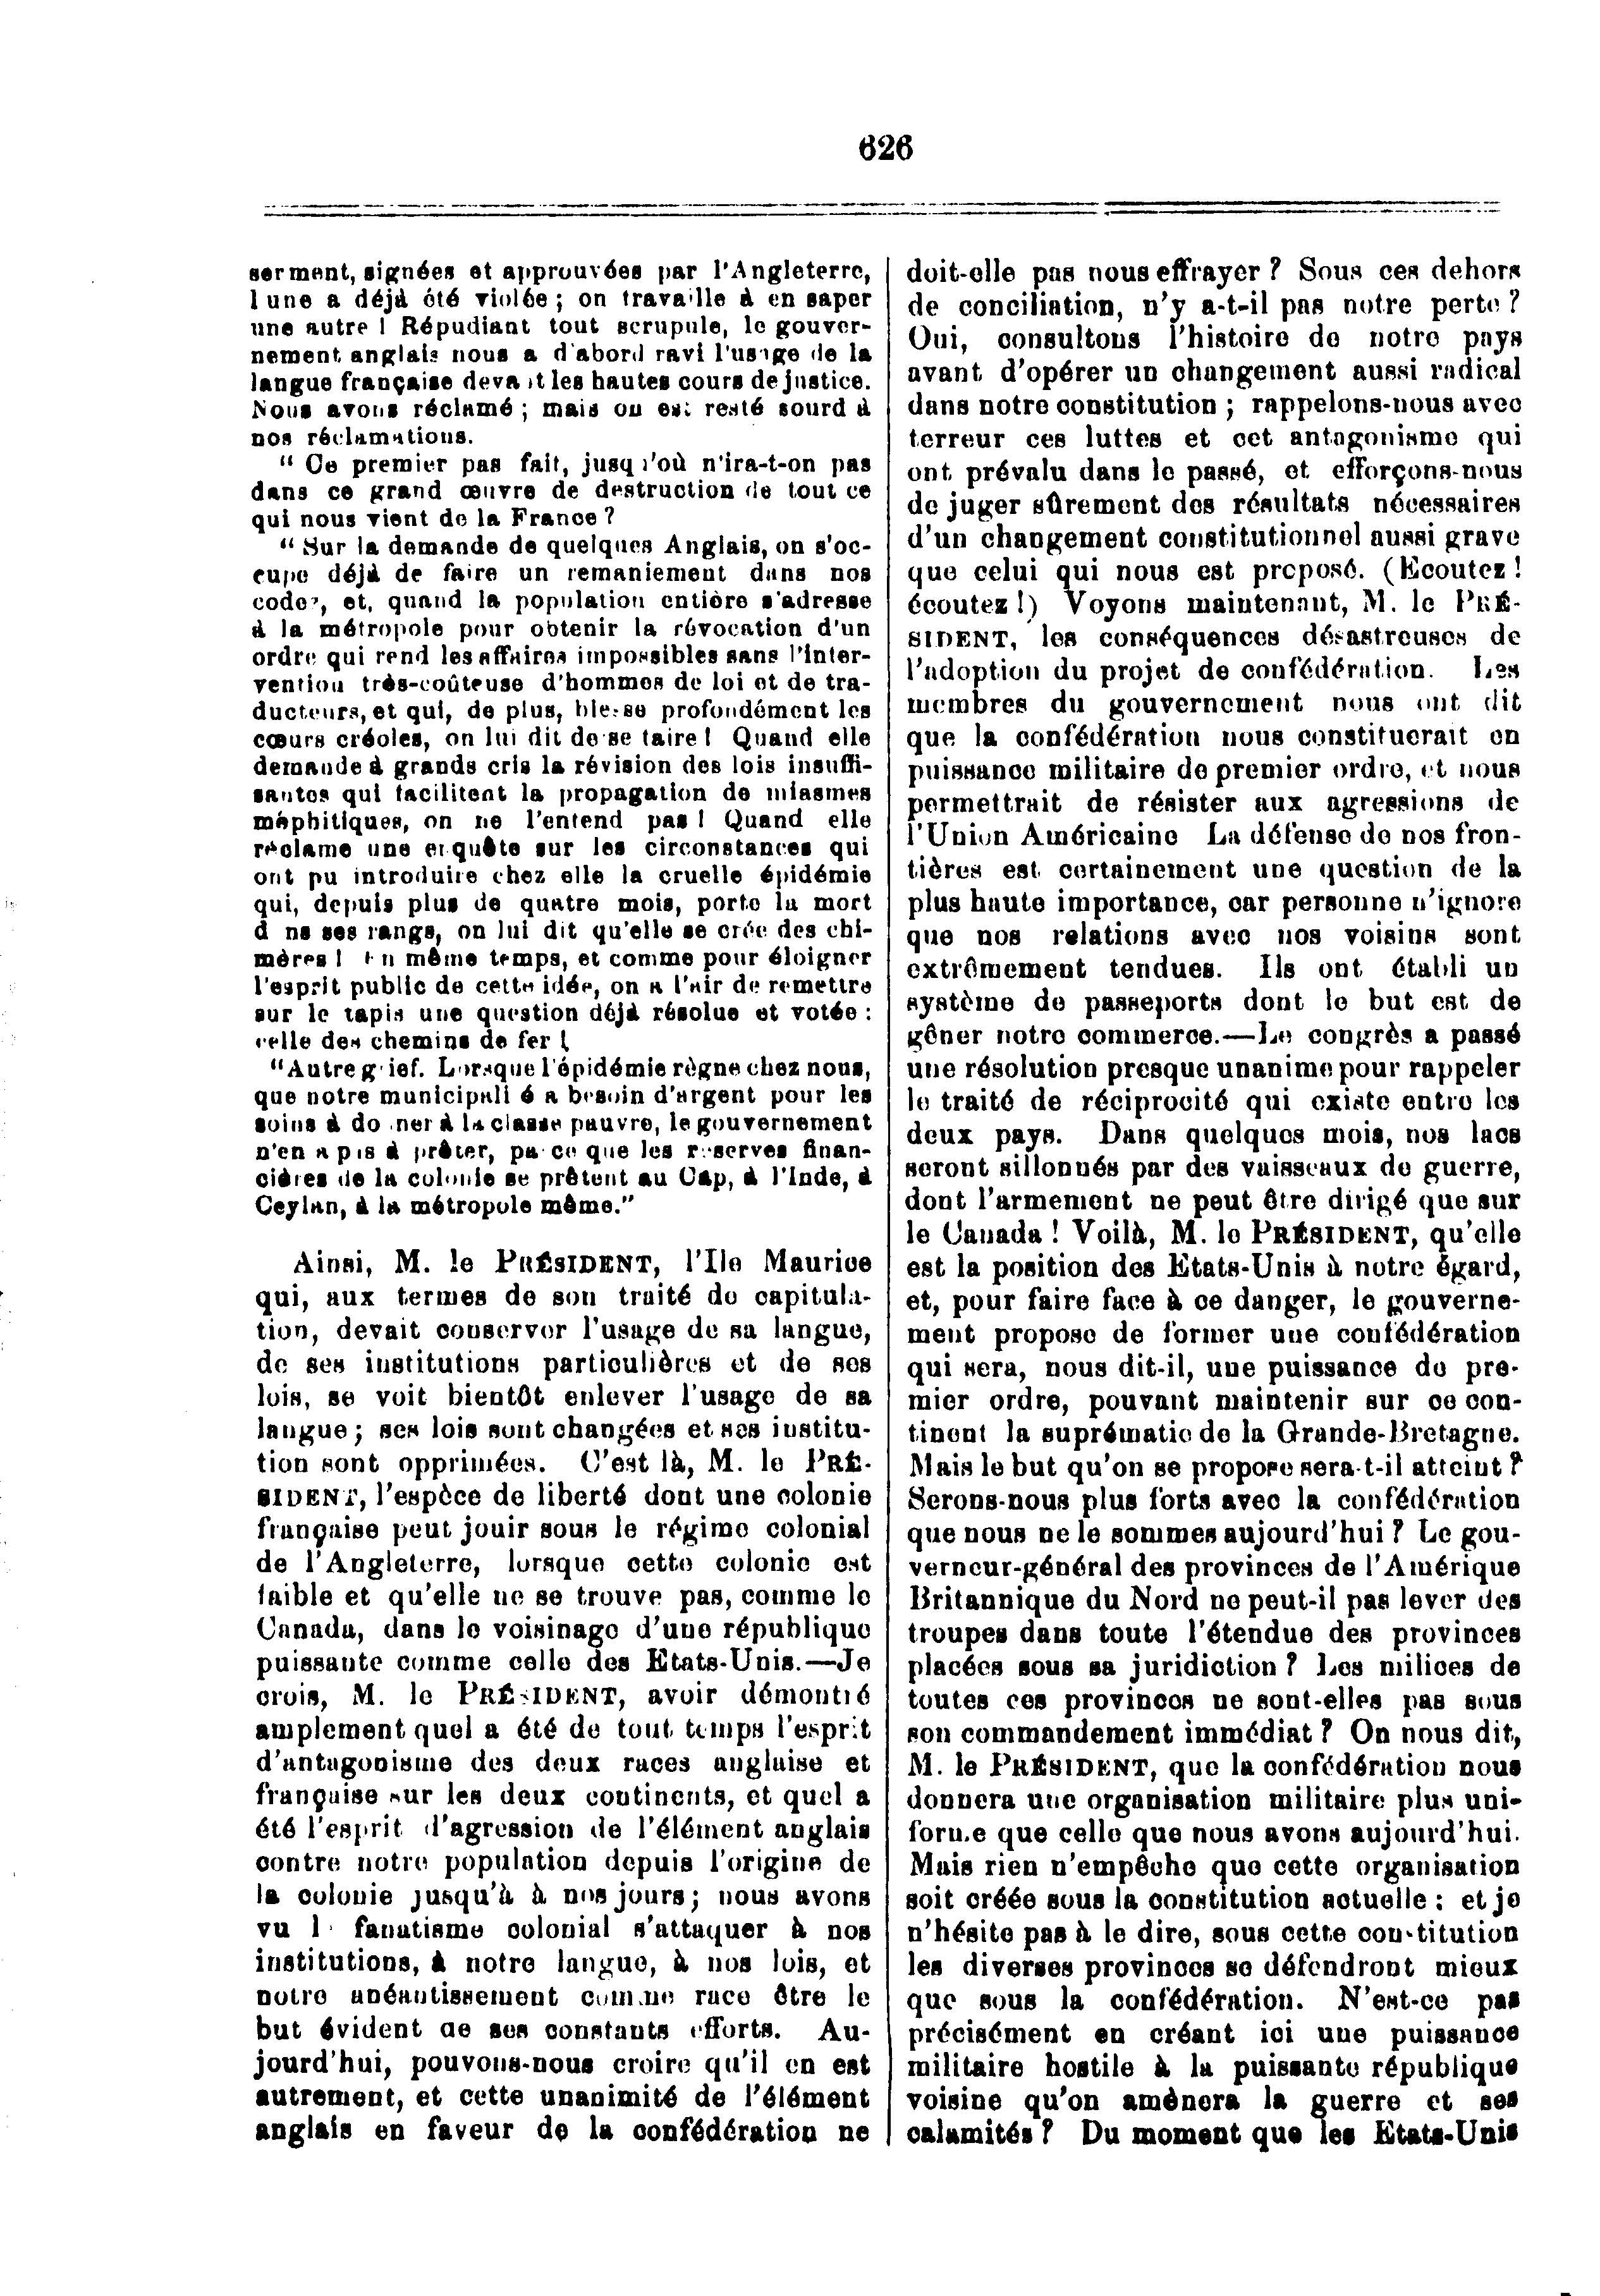 626
serment, signées et approuvées par l'Angleterre,
l une a déjà été violée ; on travaille à en saper
une autre ! Répudiant tout scrupule, le gouver-
nement anglais nous a d'abord ravi l'usage de la
langue française devant les hautes cours de justice.
Nous avons réclamé ; mais on est resté sourd à
nos réclamations.
“ Ce premier pas fait, jusqu'où n'ira-t-on pas
dans ce grand œuvre de destruction de tout ce
qui nous vient de la France ?
“ Sur la demande de quelques Anglais, on s'oc-
cupe déjà de faire un remaniement dans nos
codes, et, quand la population entière s'adresse
à la métropole pour obtenir la révocation d'un
ordre qui rend les affaires impossibles sans l'inter-
vention très-coûteuse d'hommes de loi et de tra-
ducteurs, et qui, de plus, blesse profondément les
cœurs créoles, on lui dit de se taire ! Quand elle
demande à grands cris la révision des lois insuffi-
santes qui facilitent la propagation de miasmes
méphitiques, on ne l'entend pas ! Quand elle
réclame une enquête sur les circonstances qui
ont pu introduire chez elle la cruelle épidémie
qui, depuis plus de quatre mois, porte la mort
dans ses rangs, on lui dit qu'elle se crée des chi-
mères ! En même temps, et comme pour éloigner
l'esprit public de cette idée, on a l'air de remettre
sur le tapis une question déjà résolue et votée :
celle des chemins de fer !
“Autre grief. Lorsque l'épidémie règne chez nous,
que notre municipalité a besoin d'argent pour les
soins à donner à la classe pauvre, le gouvernement
n'en a pas à prêter, parce que les réserves finan-
cières de la colonie se prêtent au Cap, à l'Inde, à
Ceylan, à la métropole même.”
Ainsi, M. le PRÉSIDENT, l'Ile Maurice
qui, aux termes de son traité de capitula-
tion, devait conserver l'usage de sa langue,
de ses institutions particulières et de ses
lois, se voit bientôt enlever l'usage de sa
langue ; ses lois sont changées et ses institu-
tion sont opprimées. C'est là, M. le PRÉ-
SIDENT, l'espèce de liberté dont une colonie
française peut jouir sous le régime colonial
de l'Angleterre, lorsque cette colonie est
faible et qu'elle ne se trouve pas, comme le
Canada, dans le voisinage d'une république
puissante comme celle des Etats-Unis.—Je
crois, M. le PRÉSIDENT, avoir démontré
amplement quel a été de tout temps l'esprit
d'antagonisme des deux races anglaise et
française sur les deux continents, et quel a
été l'esprit d'agression de l'élément anglais
contre notre population depuis l'origine de
la colonie jusqu'à à nos jours ; nous avons
vu le fanatisme colonial s'attaquer à nos
institutions, à notre langue, à nos lois, et
notre anéantissement comme race être le
but évident de ses constants efforts. Au-
jourd'hui, pouvons-nous croire qu'il en est
autrement, et cette unanimité de l'élément
anglais en faveur de la confédération ne
doit-elle pas nous effrayer ? Sous ces dehors
de conciliation, n'y a-t-il pas notre perte ?
Oui, consultons l'histoire de notre pays
avant d'opérer un changement aussi radical
dans notre constitution ; rappelons-nous avec
terreur ces luttes et cet antagonisme qui
ont prévalu dans le passé, et efforçons-nous
de juger sûrement des résultats nécessaires
d'un changement constitutionnel aussi grave
que celui qui nous est proposé. (Ecoutez !
écoutez !) Voyons maintenant, M. le PRÉ-
SIDENT, les conséquences désastreuses de
l'adoption du projet de confédération. Les
membres du gouvernement nous ont dit
que la confédération nous constituerait en
puissance militaire de premier ordre, et nous
permettrait de résister aux agressions de
l'Union Américaine La défense de nos fron-
tières est certainement une question de la
plus haute importance, car personne n'ignore
que nos relations avec nos voisins sont
extrêmement tendues. Ils ont établi un
système de passeports dont le but est de
gêner notre commerce.—Le congrès a passé
une résolution presque unanime pour rappeler
le traité de réciprocité qui existe entre les
deux pays. Dans quelques mois, nos lacs
seront sillonnés par des vaisseaux de guerre,
dont l'armement ne peut être dirigé que sur
le Canada ! Voilà, M. le PRÉSIDENT, qu'elle
est la position des Etats-Unis à notre égard,
et, pour faire face à ce danger, le gouverne-
ment propose de former une confédération
qui sera, nous dit-il, une puissance de pre-
mier ordre, pouvant maintenir sur ce con-
tinent la suprématie de la Grande-Bretagne.
Mais le but qu'on se propose sera-t-il atteint ?
Serons-nous plus forts avec la confédération
que nous ne le sommes aujourd'hui ? Le gou-
verneur-général des provinces de l'Amérique
Britannique du Nord ne peut-il pas lever des
troupes dans toute l'étendue des provinces
placées sous sa juridiction ? Les milices de
toutes ces provinces ne sont-elles pas sous
son commandement immédiat ? On nous dit,
M. le PRÉSIDENT, que la confédération nous
donnera une organisation militaire plus uni-
forme que celle que nous avons aujourd'hui.
Mais rien n'empêche que cette organisation
soit créée sous la constitution actuelle : et je
n'hésite pas à le dire, sous cette constitution
les diverses provinces se défendront mieux
que sous la confédération. N'est-ce pas
précisément en créant ici une puissance
militaire hostile à la puissante république
voisine qu'on amènera la guerre et ses
calamités ? Du moment que les Etats-Unis